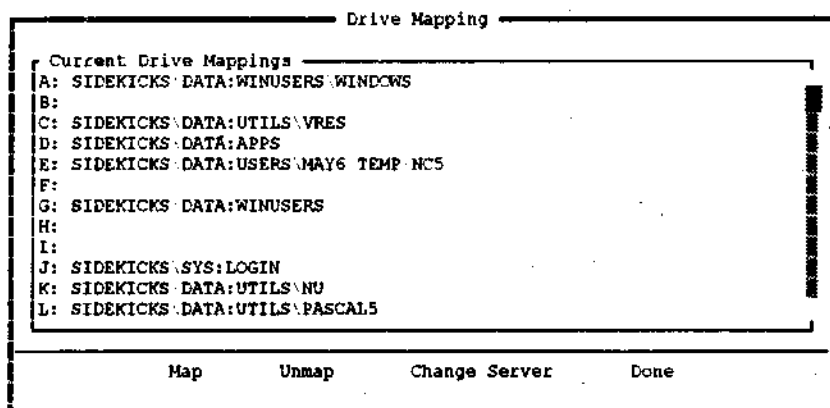 Drive Mapping
Current Drive Mappings
A: SIDEKICKS\DATA:WINUSERS\WINDOWS
B:
C: SIDEKICKS\DATA:UTILS\VRES
D: SIDEKICKS\DATA:APPS
E: SIDEKICKS\DATA:USERS\MAY6\TEMP\NC5
F:
G: SIDEKICKS\DATA:WINUSERS
H:
I:
J: SIDEKICKS\SYS:LOGIN
K: SIDEKICKS\DATA:UTILS\NU
L: SIDEKICKS\DATA:UTILS\PASCAL5
Map Unmap Change Server Done